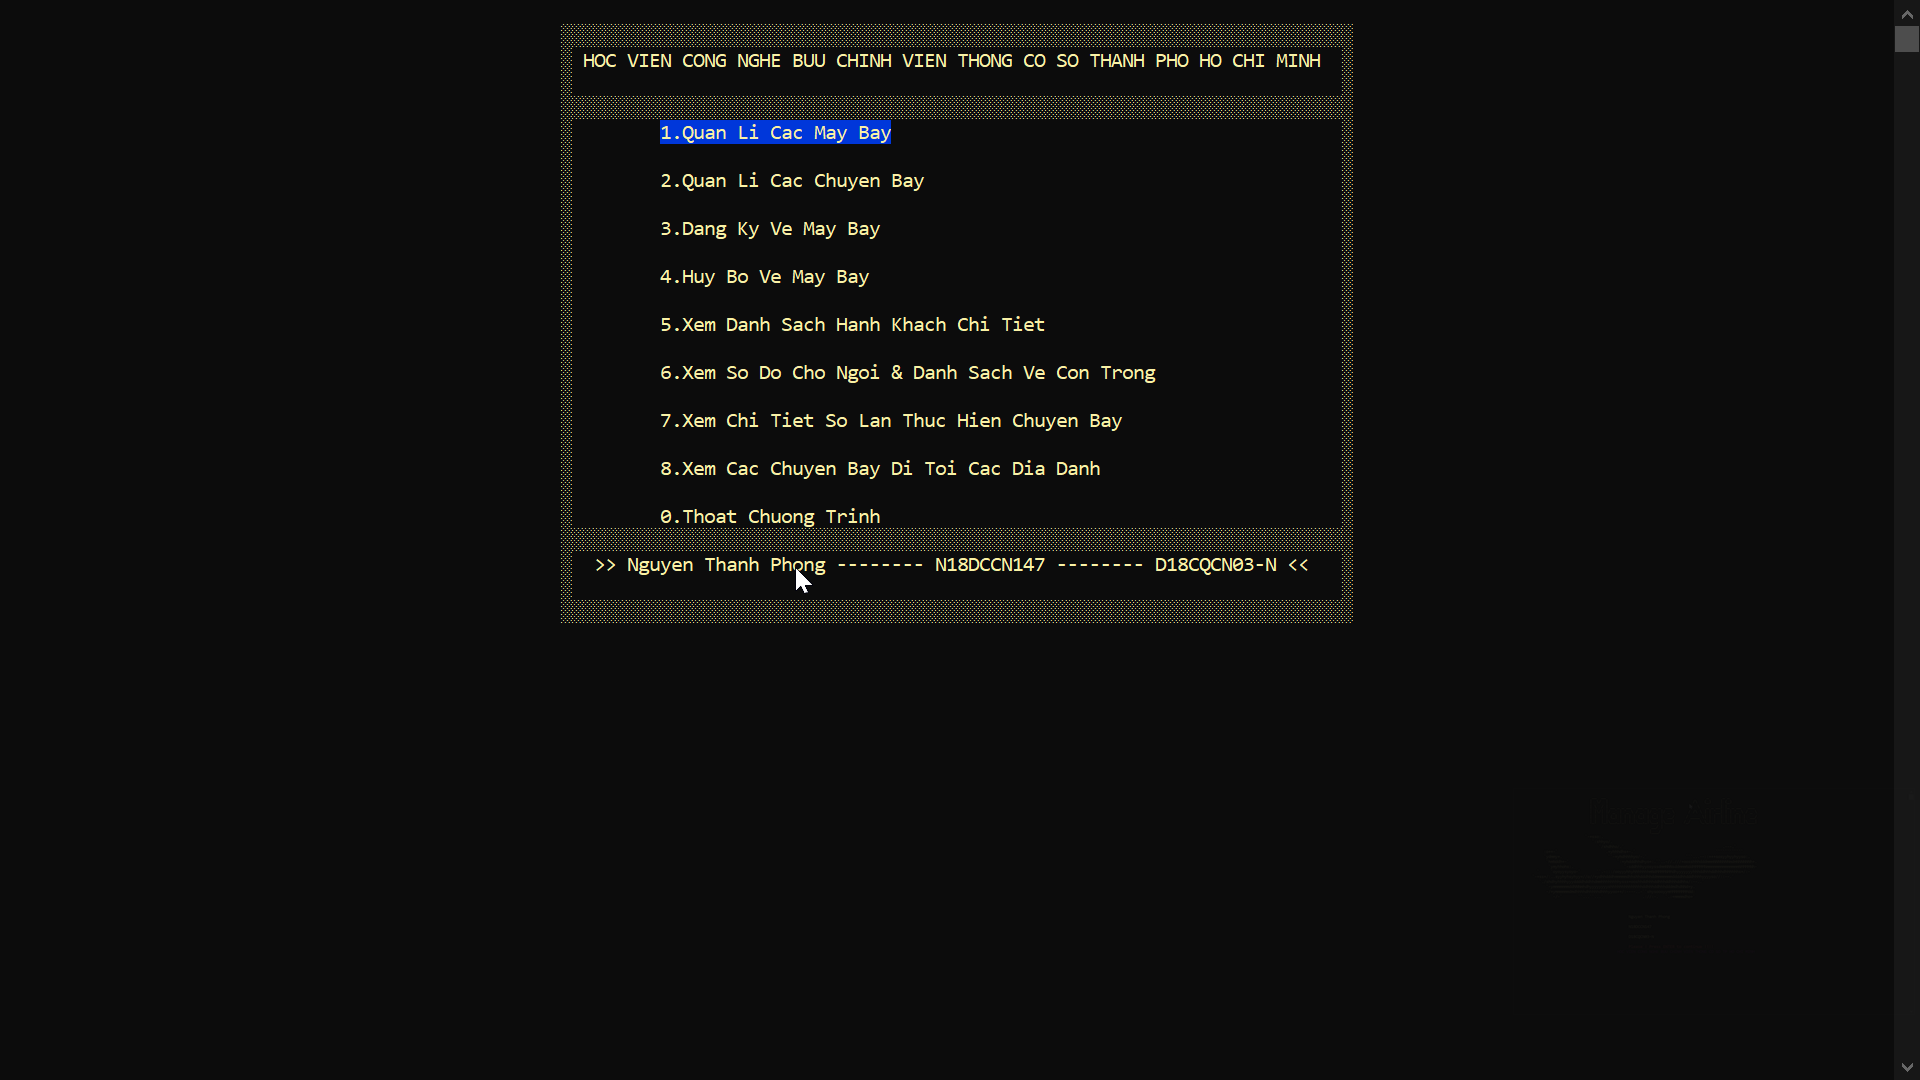 HOC VIEN CONG NGHE BUU CHINH VIEN THONG CO SO THANH PHO HO CHI MINH
1.Quan Li Cac May Bay
2.Quan Li Cac Chuyen Bay
3.Dang Ky Ve May Bay
4.Huy Bo Ve May Bay
5.Xem Danh Sach Hanh Khach Chi Tiet
6.Xem So Do Cho Ngoi & Danh Sach Ve Con Trong
7.Xem Chi Tiet So Lan Thuc Hien Chuyen Bay
8.Xem Cac Chuyen Bay Di Toi Cac Dia Danh
0.Thoat Chuong Trinh
>> Nguyen Thanh Phong -------- N18DCCN147 -------- D18CQCN03-N <<